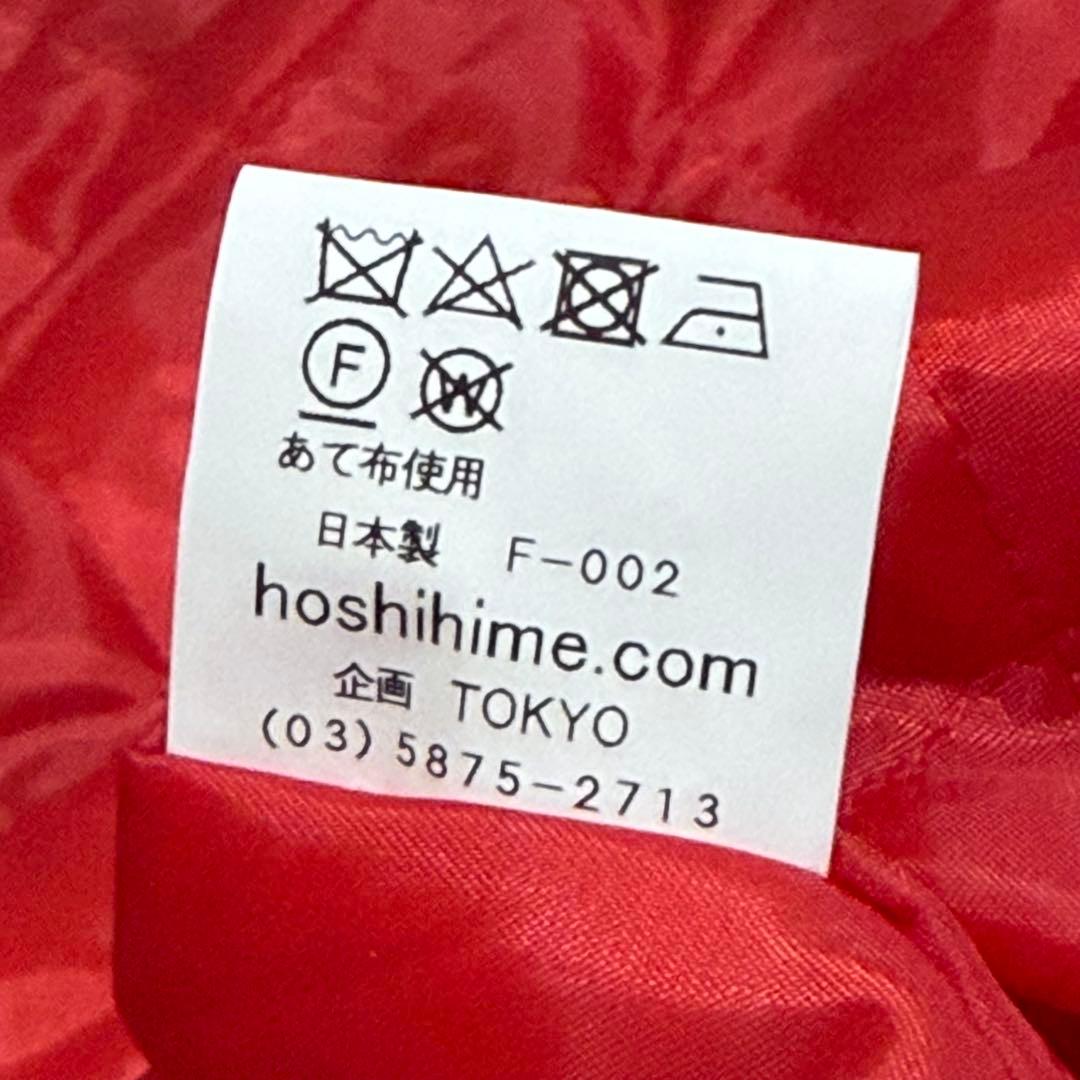 F W
あて布使用
日本製 F-002
hoshihime.com
企画 TOKYO
(03)5875-2713